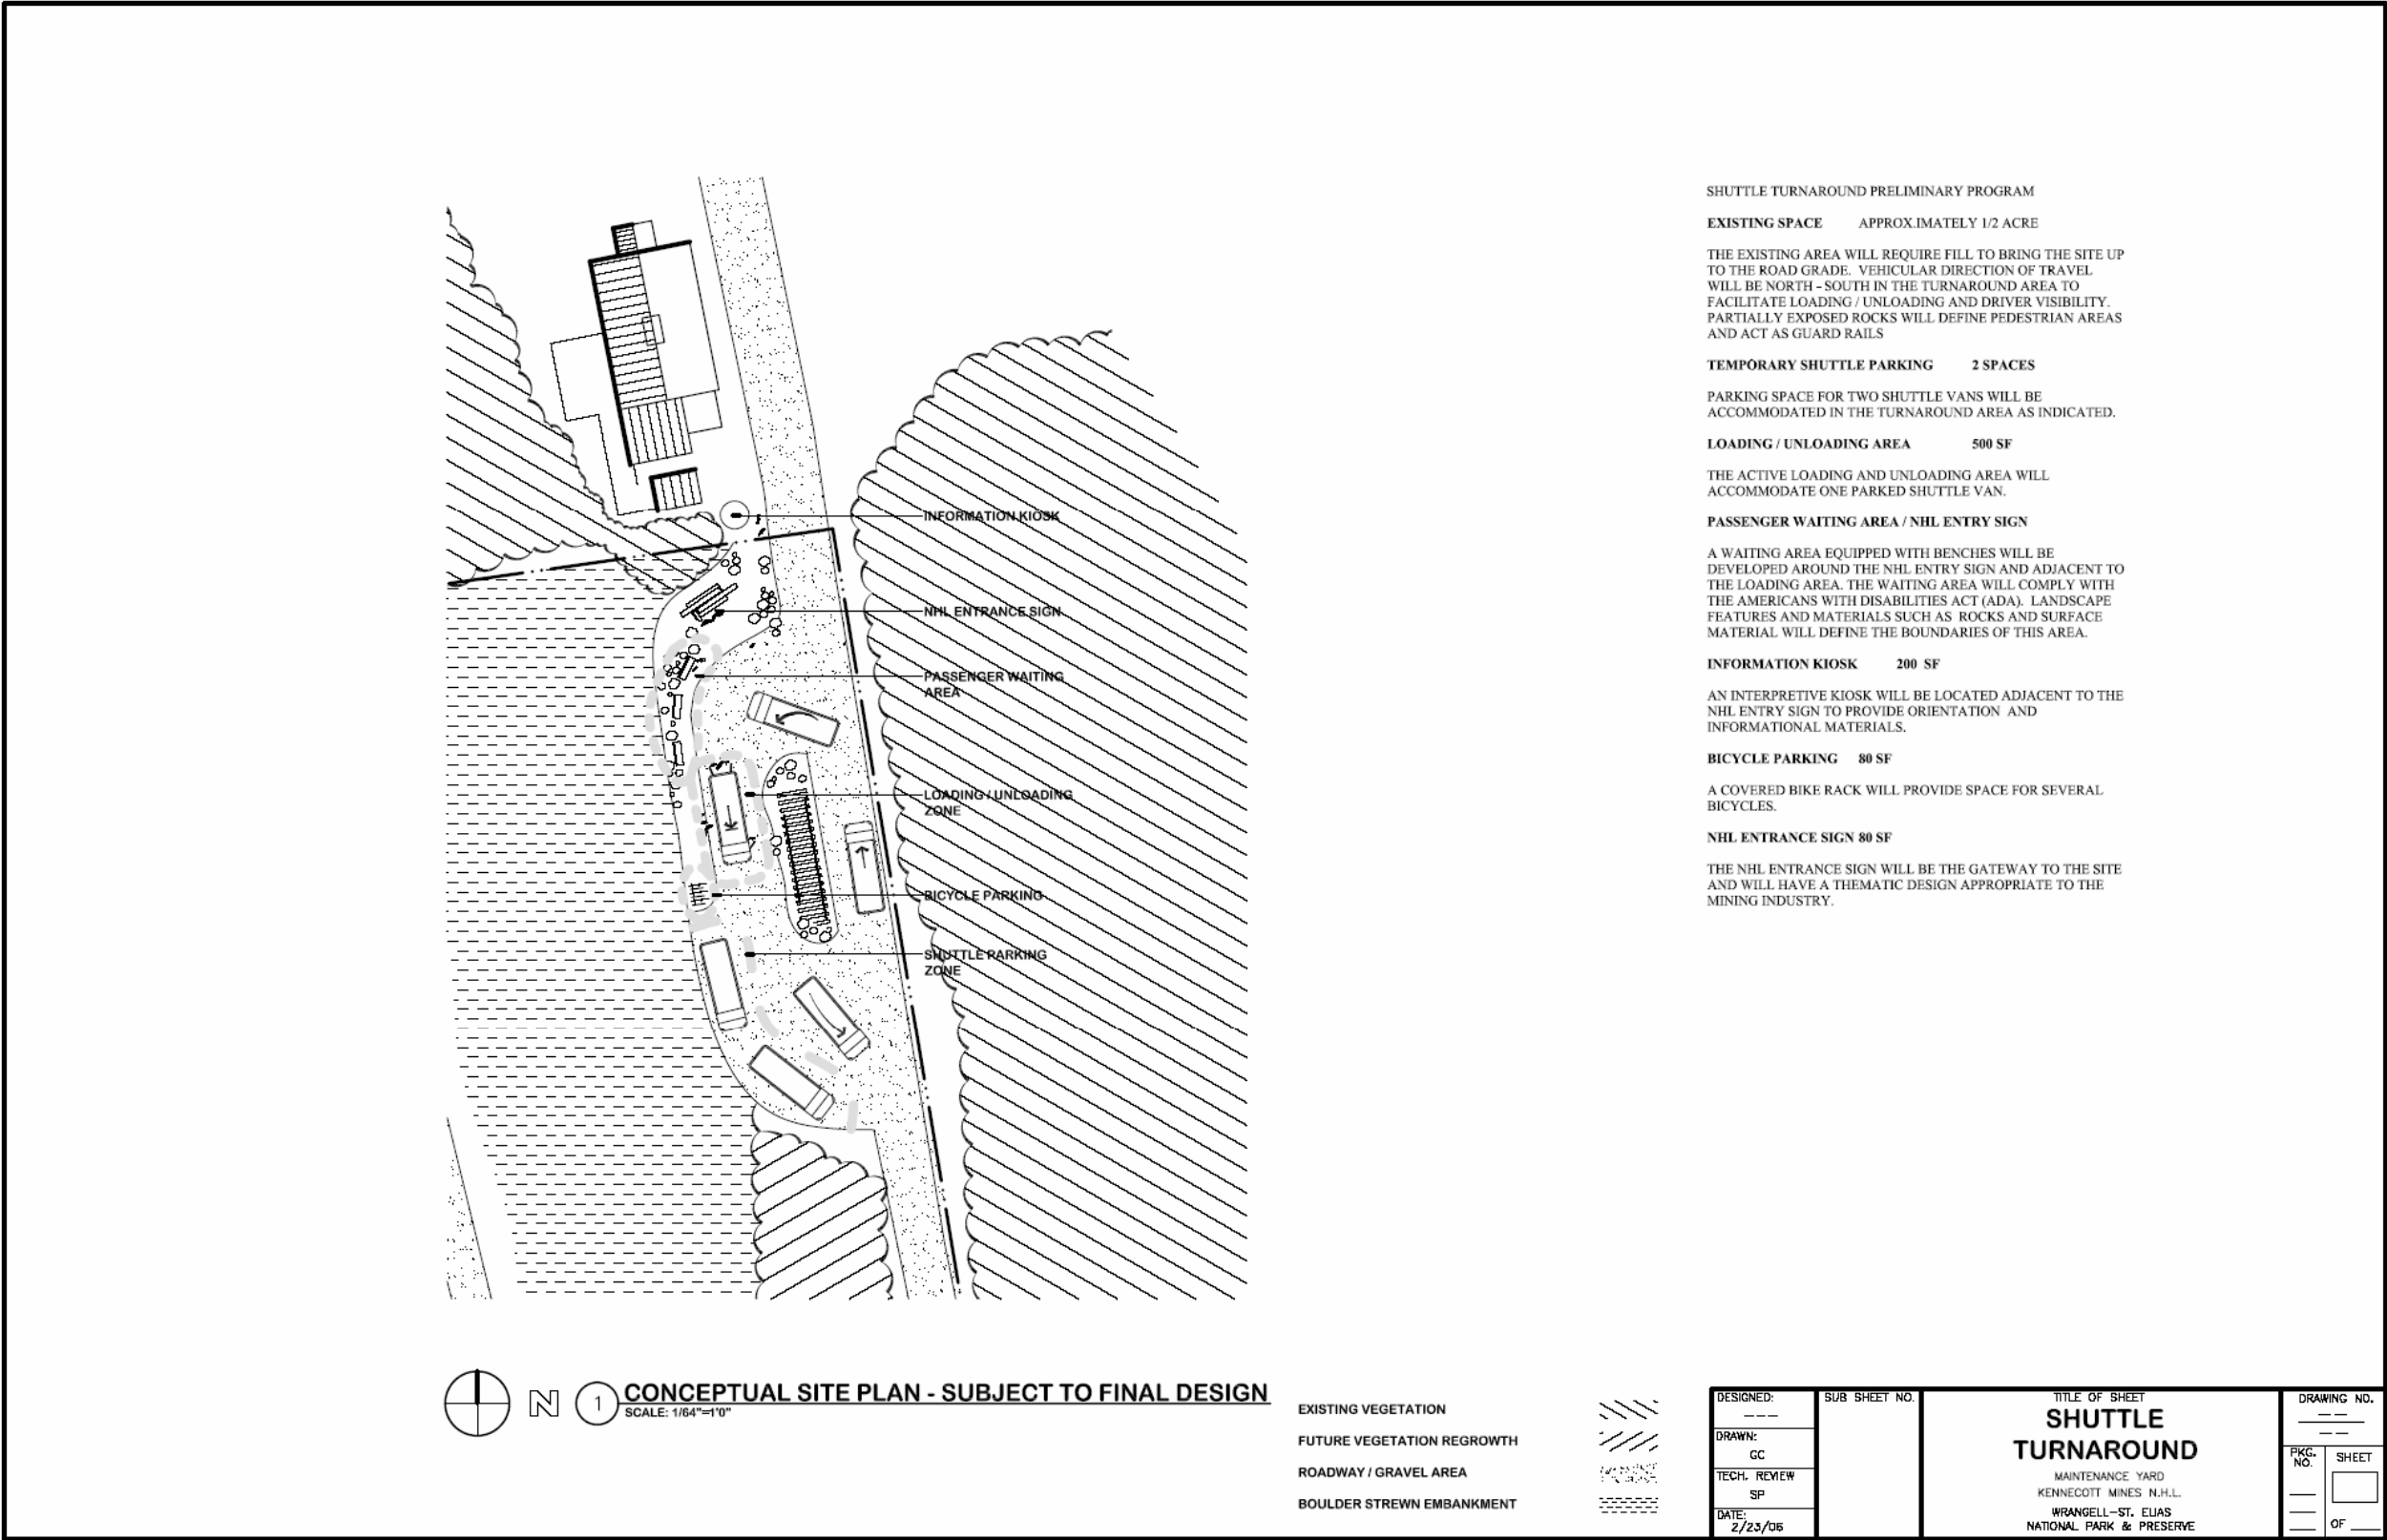 SHUTTLE TURNAROUND PRELIMINARY PROGRAM
EXISTING SPACE APPROX.IMATELY 1/2 ACRE
THE EXISTING AREA WILL REQUIRE FILL TO BRING THE SITE UP
TO THE ROAD GRADE. VEHICULAR DIRECTION OF TRAVEL
WILL BE NORTH - SOUTH IN THE TURNAROUND AREA TO
FACILITATE LOADING / UNLOADING AND DRIVER VISIBILITY.
PARTIALLY EXPOSED ROCKS WILL DEFINE PEDESTRIAN AREAS
AND ACT AS GUARD RAILS
TEMPORARY SHUTTLE PARKING 2 SPACES
PARKING SPACE FOR TWO SHUTTLE VANS WILL BE
ACCOMMODATED IN THE TURNAROUND AREA AS INDICATED.
LOADING / UNLOADING AREA 500 SF
THE ACTIVE LOADING AND UNLOADING AREA WILL
ACCOMMODATE ONE PARKED SHUTTLE VAN.
PASSENGER WAITING AREA / NHL ENTRY SIGN
A WAITING AREA EQUIPPED WITH BENCHES WILL BE
DEVELOPED AROUND THE NHL ENTRY SIGN AND ADJACENT TO
THE LOADING AREA. THE WAITING AREA WILL COMPLY WITH
THE AMERICANS WITH DISABILITIES ACT (ADA). LANDSCAPE
FEATURES AND MATERIALS SUCH AS ROCKS AND SURFACE
MATERIAL WILL DEFINE THE BOUNDARIES OF THIS AREA.
INFORMATION KIOSK 200 SF
AN INTERPRETIVE KIOSK WILL BE LOCATED ADJACENT TO THE
NHL ENTRY SIGN TO PROVIDE ORIENTATION AND
INFORMATIONAL MATERIALS.
BICYCLE PARKING 80 SF
A COVERED BIKE RACK WILL PROVIDE SPACE FOR SEVERAL
BICYCLES.
NHL ENTRANCE SIGN 80 SF
THE NHL ENTRANCE SIGN WILL BE THE GATEWAY TO THE SITE
AND WILL HAVE A THEMATIC DESIGN APPROPRIATE TO THE
MINING INDUSTRY.
INFORMATION KIOSK
NHL ENTRANCE SIGN
PASSENGER WAITING
AREA
LOADING / UNLOADING
ZONE
BICYCLE PARKING
SHUTTLE PARKING
ZONE
N
1
CONCEPTUAL SITE PLAN - SUBJECT TO FINAL DESIGN
SCALE: 1/64"=1'0"
EXISTING VEGETATION
FUTURE VEGETATION REGROWTH
ROADWAY / GRAVEL AREA
BOULDER STREWN EMBANKMENT
DESIGNED:
---
DRAWN:
GC
TECH. REVIEW
SP
DATE:
2/23/06
SUB SHEET NO.
TITLE OF SHEET
SHUTTLE
TURNAROUND
MAINTENANCE YARD
KENNECOTT MINES N.H.L.
WRANGELL-ST. ELIAS
NATIONAL PARK & PRESERVE
DRAWING NO.
PKG.
NO.
SHEET
OF